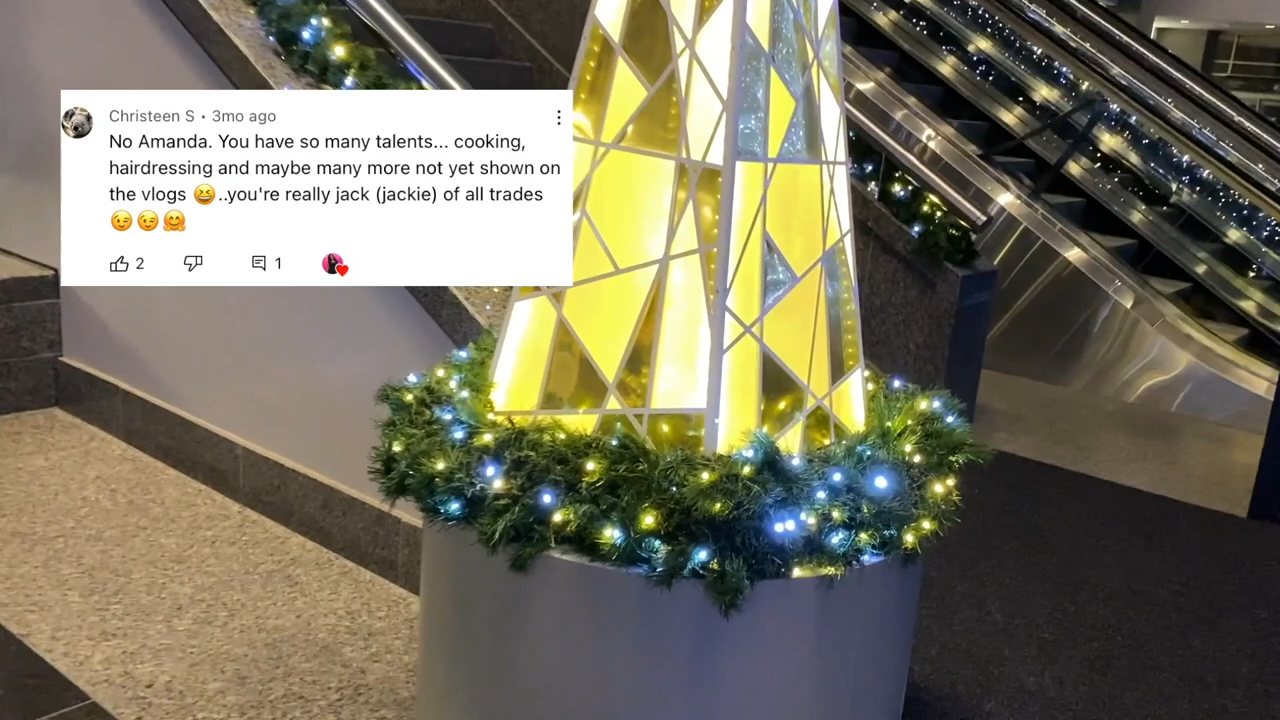 Christeen S • 3mo ago
No Amanda. You have so many talents... cooking,
hairdressing and maybe many more not yet shown on
the vlogs 😆..you're really jack (jackie) of all trades
😉😉🤗
2
1